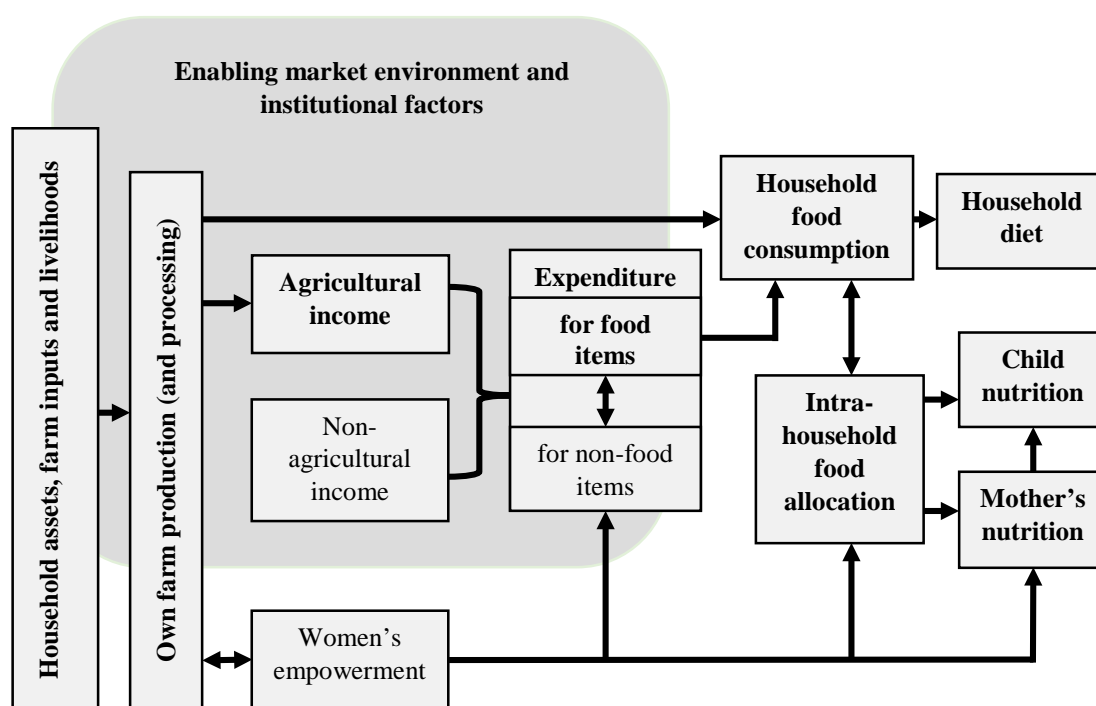 Enabling market environment and
institutional factors
Household assets, farm inputs and livelihoods
Own farm production (and processing)
Agricultural
income
Non-
agricultural
income
Expenditure
for food
items
for non-food
items
Women’s
empowerment
Household
food
consumption
Household
diet
Intra-
household
food
allocation
Child
nutrition
Mother’s
nutrition